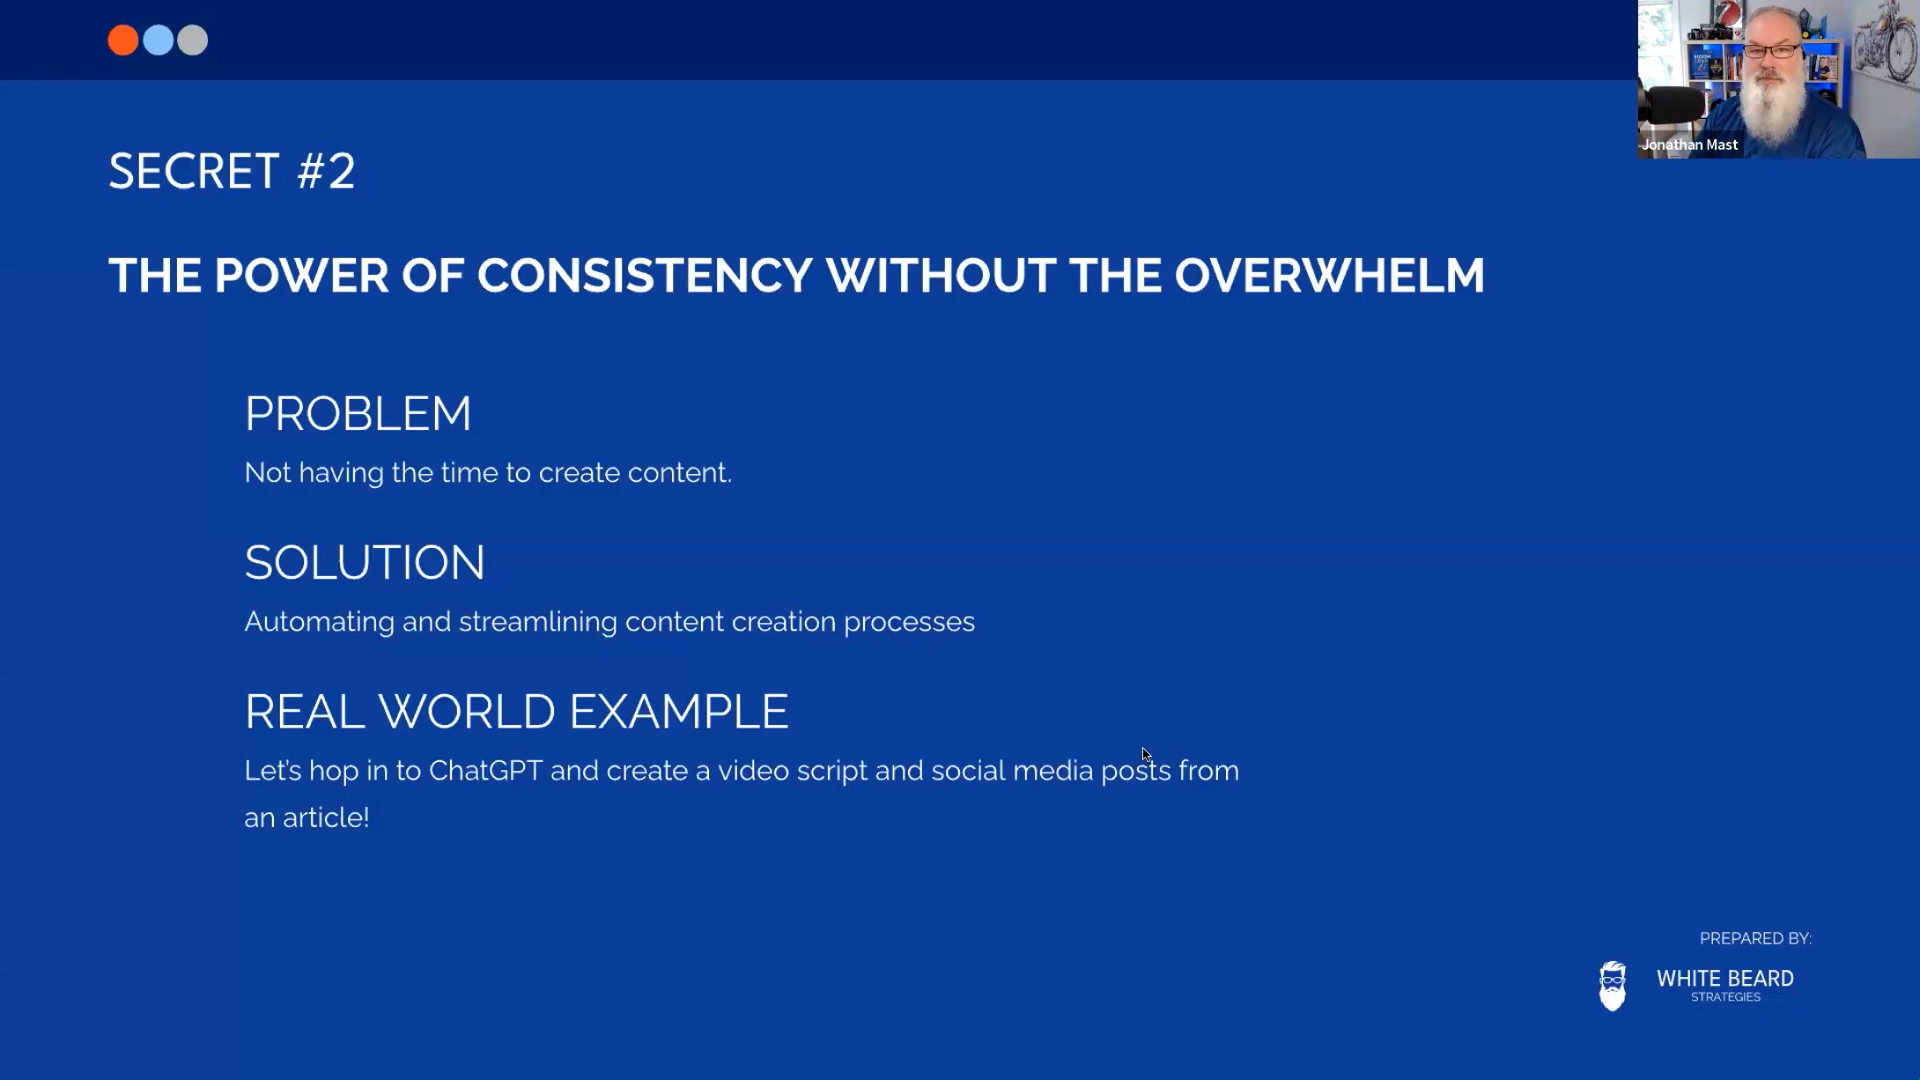 Jonathan Mast
SECRET #2
THE POWER OF CONSISTENCY WITHOUT THE OVERWHELM
PROBLEM
Not having the time to create content.
SOLUTION
Automating and streamlining content creation processes
REAL WORLD EXAMPLE
Let's hop in to ChatGPT and create a video script and social media posts from
an article!
PREPARED BY:
WHITE BEARD
STRATEGIES